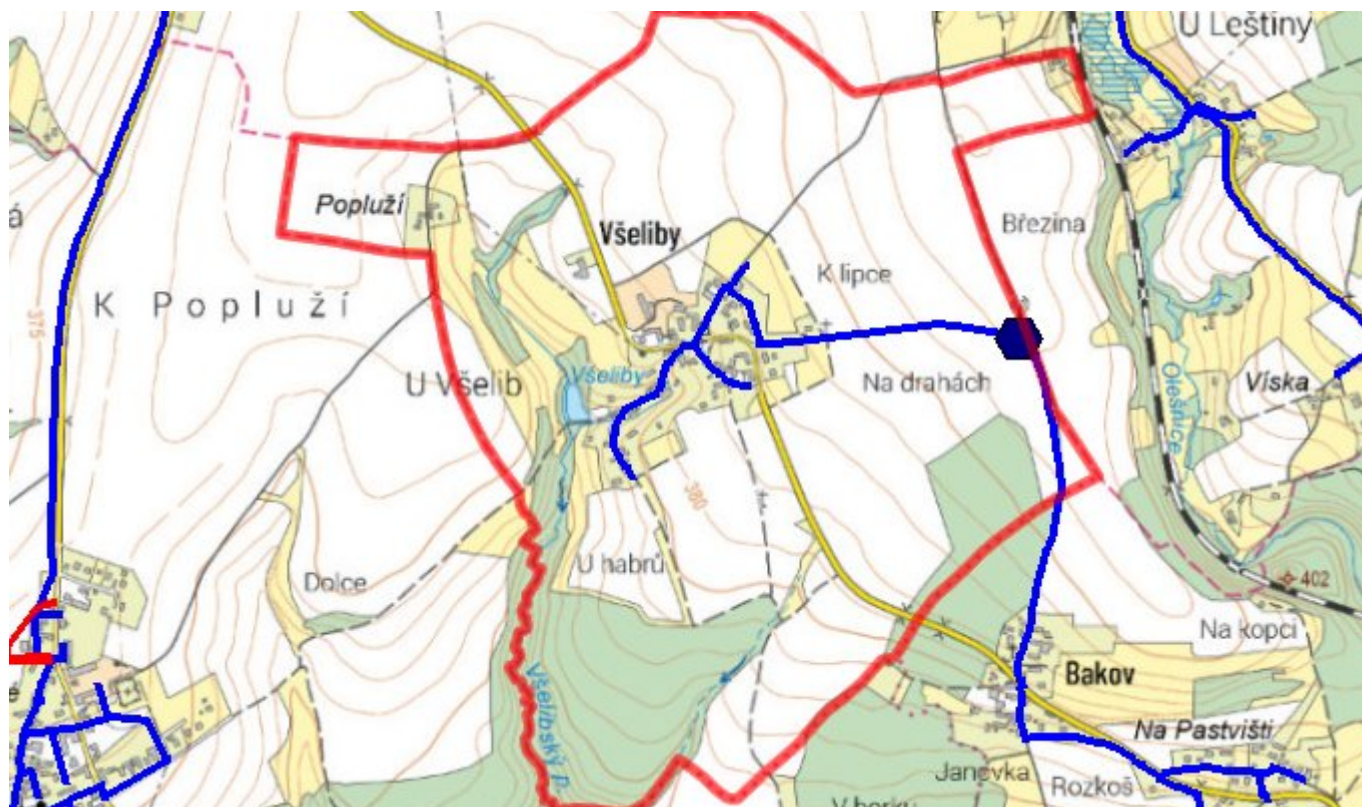 U Leštiny
Popluží
Všeliby
Březina
K lipce
K Popluží
375
Všeliby
Na drahách
U Všelib
Olešnice
Víska
380
U habrů
Dolce
402
Na kopci
Bakov
Všelibský p.
Na Pastvišti
Janovka
Rozkoš
V borku